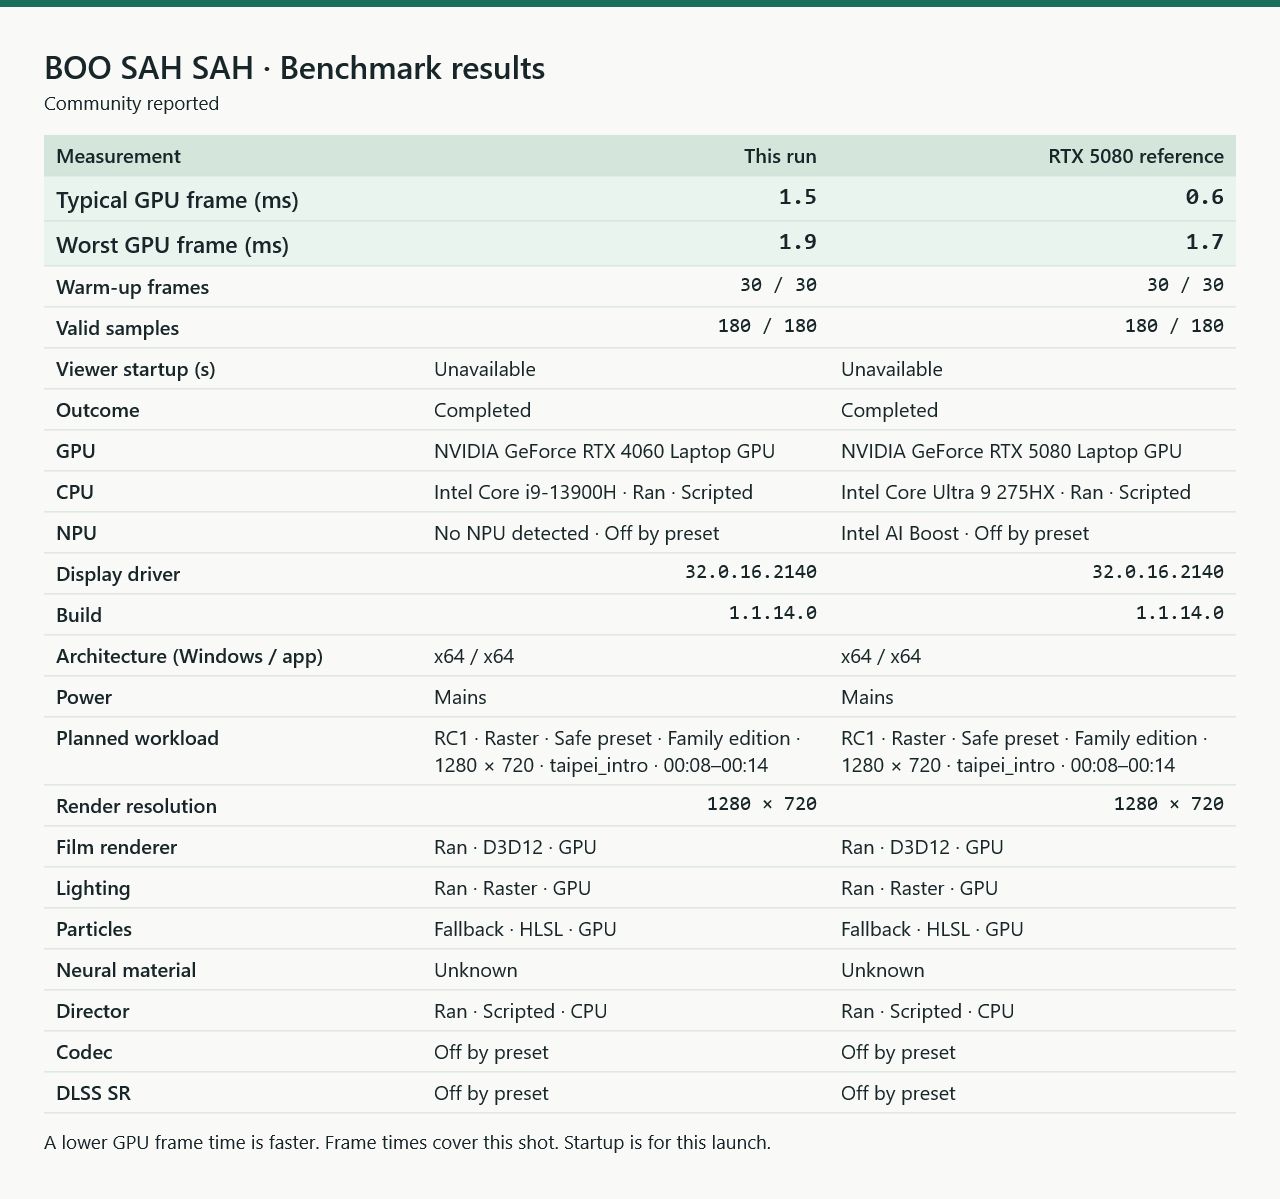 BOO SAH SAH · Benchmark results
Community reported
Measurement This run RTX 5080 reference
Typical GPU frame (ms) 1.5 0.6
Worst GPU frame (ms) 1.9 1.7
Warm-up frames 30 / 30 30 / 30
Valid samples 180 / 180 180 / 180
Viewer startup (s) Unavailable Unavailable
Outcome Completed Completed
GPU NVIDIA GeForce RTX 4060 Laptop GPU NVIDIA GeForce RTX 5080 Laptop GPU
CPU Intel Core i9-13900H · Ran · Scripted Intel Core Ultra 9 275HX · Ran · Scripted
NPU No NPU detected · Off by preset Intel AI Boost · Off by preset
Display driver 32.0.16.2140 32.0.16.2140
Build 1.1.14.0 1.1.14.0
Architecture (Windows / app) x64 / x64 x64 / x64
Power Mains Mains
Planned workload RC1 · Raster · Safe preset · Family edition · RC1 · Raster · Safe preset · Family edition ·
1280 × 720 · taipei_intro · 00:08–00:14 1280 × 720 · taipei_intro · 00:08–00:14
Render resolution 1280 × 720 1280 × 720
Film renderer Ran · D3D12 · GPU Ran · D3D12 · GPU
Lighting Ran · Raster · GPU Ran · Raster · GPU
Particles Fallback · HLSL · GPU Fallback · HLSL · GPU
Neural material Unknown Unknown
Director Ran · Scripted · CPU Ran · Scripted · CPU
Codec Off by preset Off by preset
DLSS SR Off by preset Off by preset
A lower GPU frame time is faster. Frame times cover this shot. Startup is for this launch.